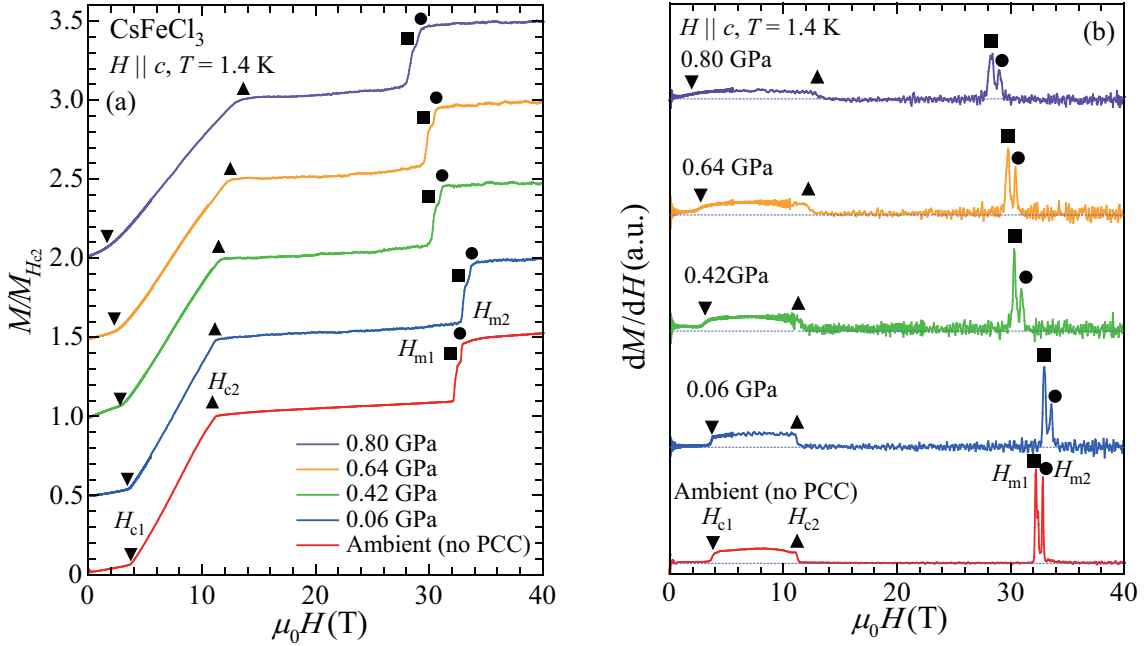 CsFeCl3
H || c, T = 1.4 K
(a)
3.5
3.0
2.5
2.0
1.5
1.0
0.5
0
M/MHc2
Hm2
Hm1
Hc2
Hc1
0.80 GPa
0.64 GPa
0.42 GPa
0.06 GPa
Ambient (no PCC)
0 10 20 30 40
μ0H(T)
H || c, T = 1.4 K
(b)
0.80 GPa
0.64 GPa
0.42GPa
0.06 GPa
Ambient (no PCC)
Hc1
Hc2
Hm1
Hm2
dM/dH(a.u.)
0 10 20 30 40
μ0H(T)